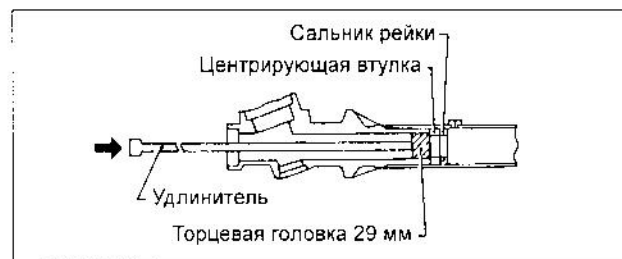 Сальник рейки
Центрирующая втулка
Удлинитель
Торцевая головка 29 мм